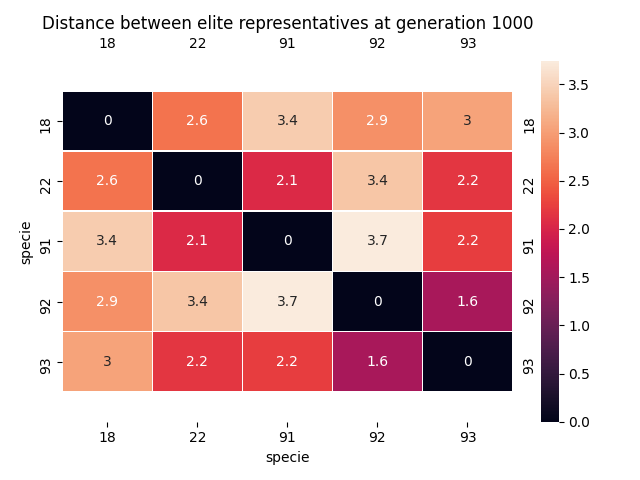 Distance between elite representatives at generation 1000
18 22 91 92 93
18 0 2.6 3.4 2.9 3 18
22 2.6 0 2.1 3.4 2.2 22
91 3.4 2.1 0 3.7 2.2 91
92 2.9 3.4 3.7 0 1.6 92
93 3 2.2 2.2 1.6 0 93
specie
18 22 91 92 93
specie
3.5
3.0
2.5
2.0
1.5
1.0
0.5
0.0